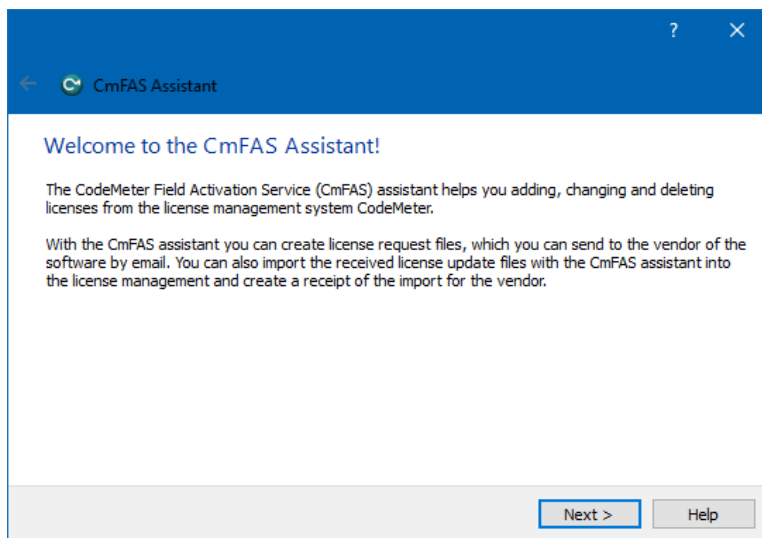 ?
CmFAS Assistant
Welcome to the CmFAS Assistant!
The CodeMeter Field Activation Service (CmFAS) assistant helps you adding, changing and deleting
licenses from the license management system CodeMeter.
With the CmFAS assistant you can create license request files, which you can send to the vendor of the
software by email. You can also import the received license update files with the CmFAS assistant into
the license management and create a receipt of the import for the vendor.
Next > Help